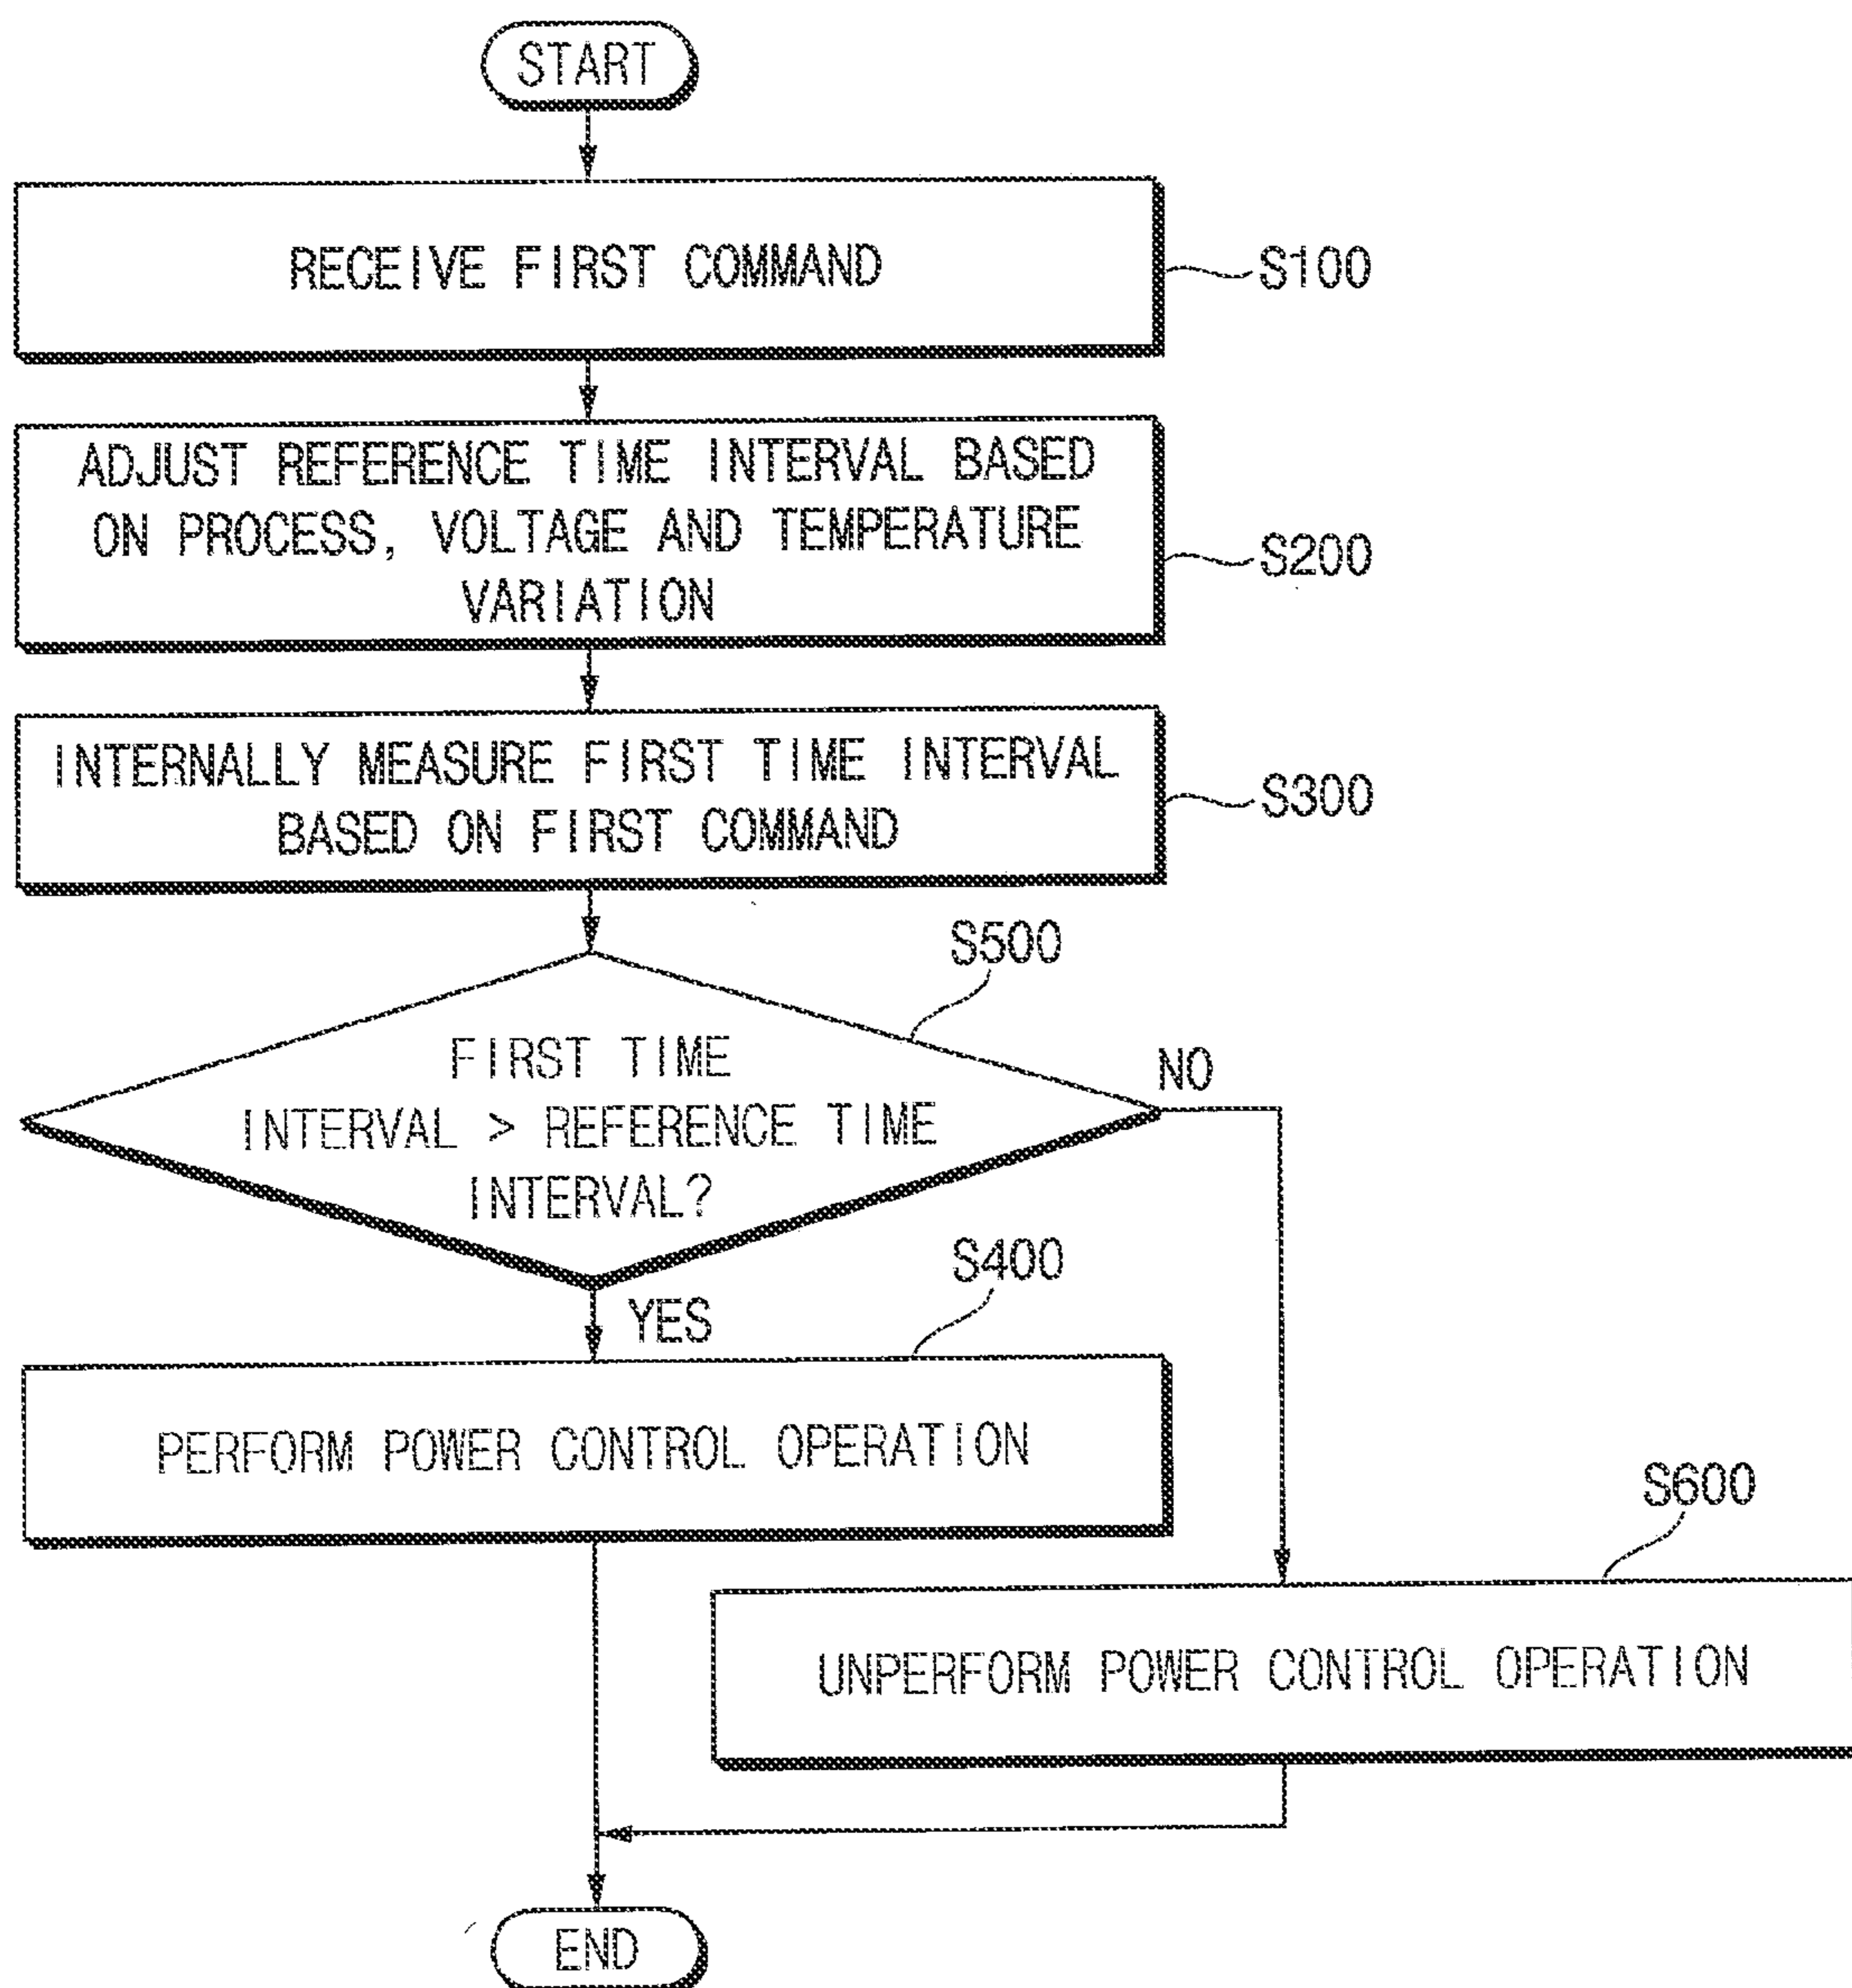 START
RECEIVE FIRST COMMAND
S100
ADJUST REFERENCE TIME INTERVAL BASED
ON PROCESS, VOLTAGE AND TEMPERATURE
VARIATION
S200
INTERNALLY MEASURE FIRST TIME INTERVAL
BASED ON FIRST COMMAND
S300
S500
FIRST TIME
INTERVAL > REFERENCE TIME
INTERVAL?
NO
YES
S400
PERFORM POWER CONTROL OPERATION
S600
UNPERFORM POWER CONTROL OPERATION
END